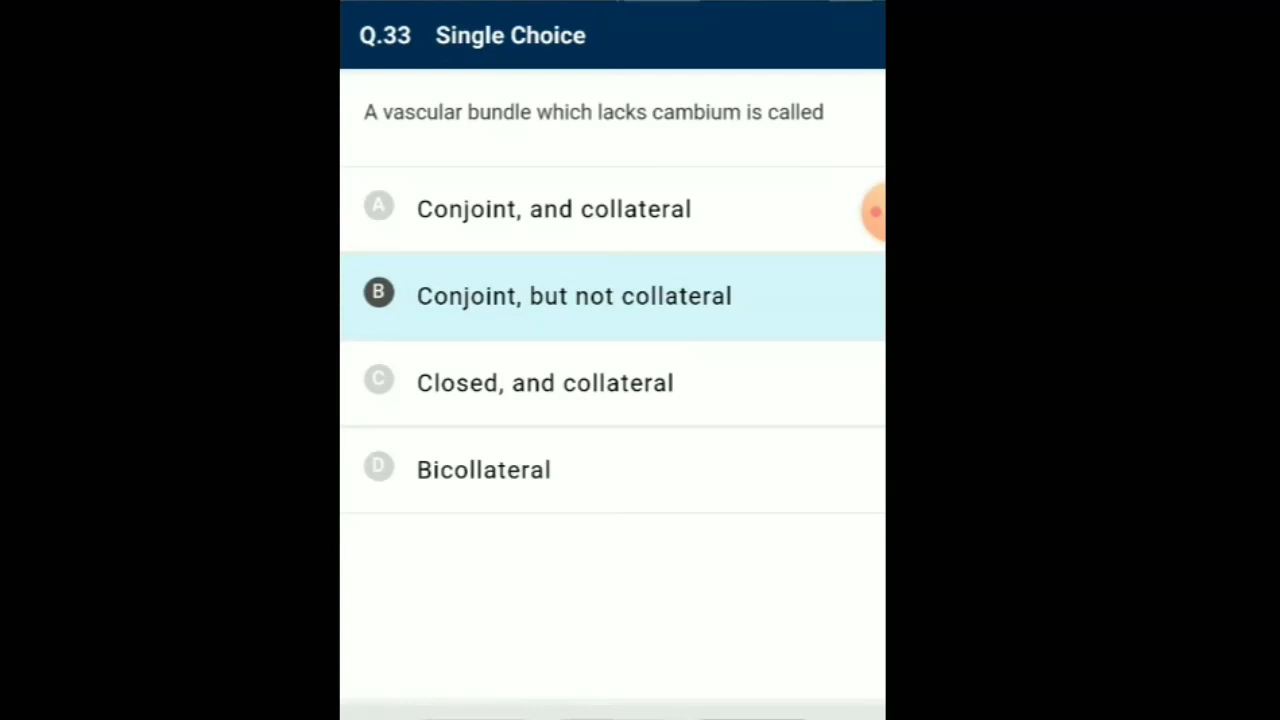 Q.33 Single Choice
A vascular bundle which lacks cambium is called
A Conjoint, and collateral
B Conjoint, but not collateral
C Closed, and collateral
D Bicollateral